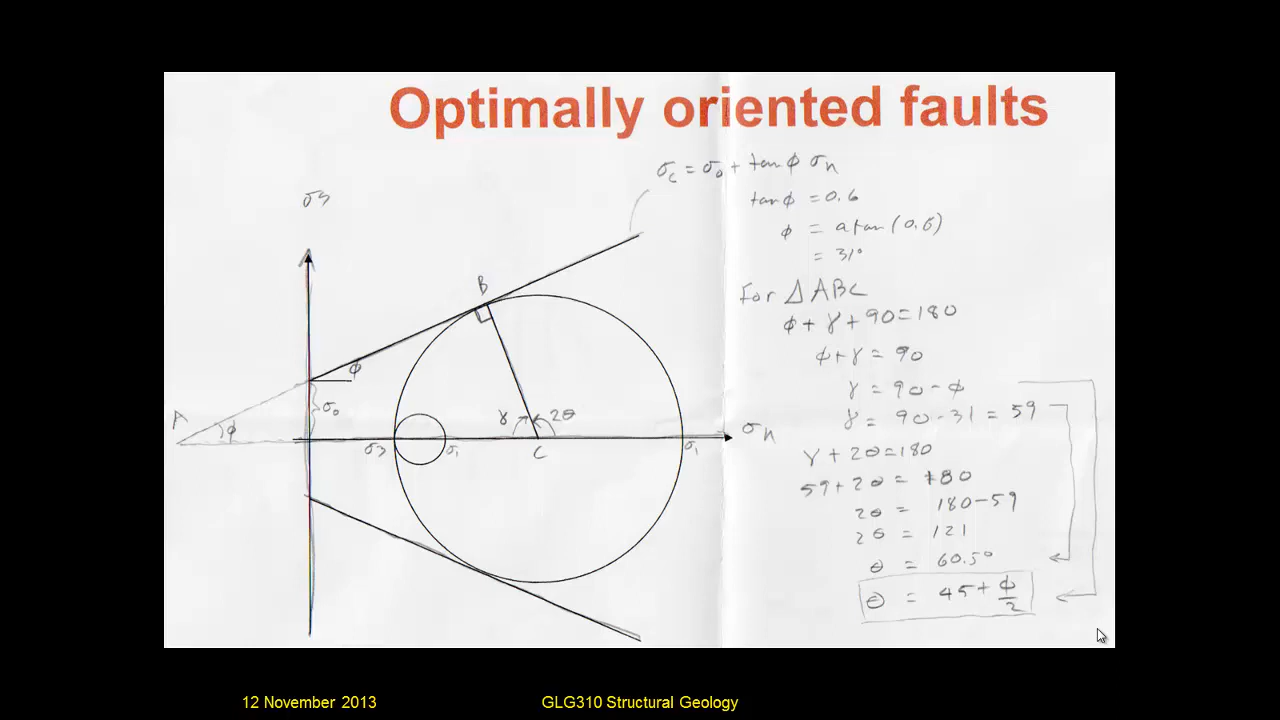 Optimally oriented faults
σc = σ₀ + tan ϕ σn
tan ϕ = 0.6
ϕ = atan(0.6)
= 31°
For △ABC
ϕ + γ + 90 = 180
ϕ + γ = 90
γ = 90 - ϕ
γ = 90 - 31 = 59
γ + 2θ = 180
59 + 2θ = 180
2θ = 180 - 59
2θ = 121
θ = 60.5°
θ = 45 + ϕ/2
B
ϕ
σ₀
A
ϕ
γ
2θ
σn
σ3
σ1
C
σ1
12 November 2013
GLG310 Structural Geology